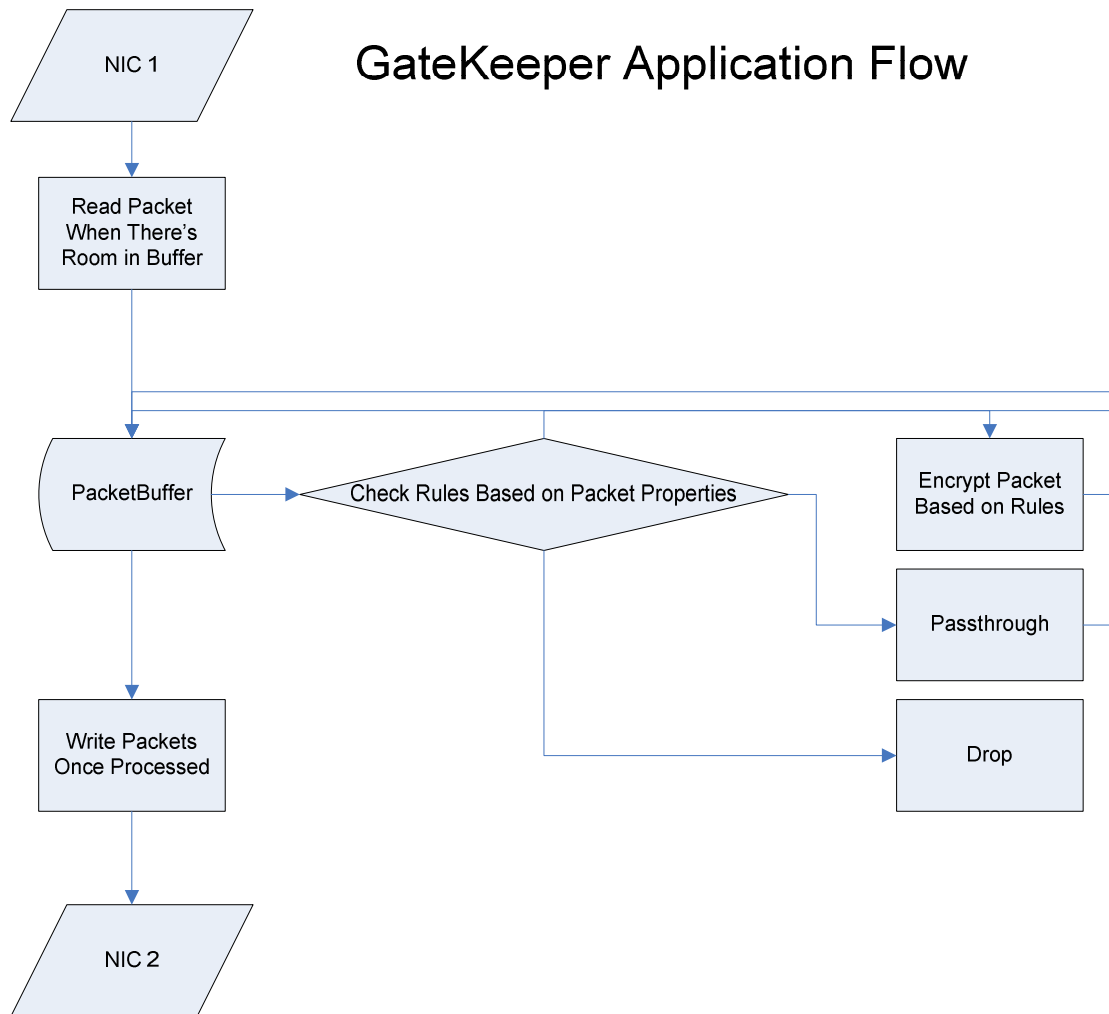 NIC 1
GateKeeper Application Flow
Read Packet
When There’s
Room in Buffer
PacketBuffer
Check Rules Based on Packet Properties
Encrypt Packet
Based on Rules
Passthrough
Write Packets
Once Processed
Drop
NIC 2